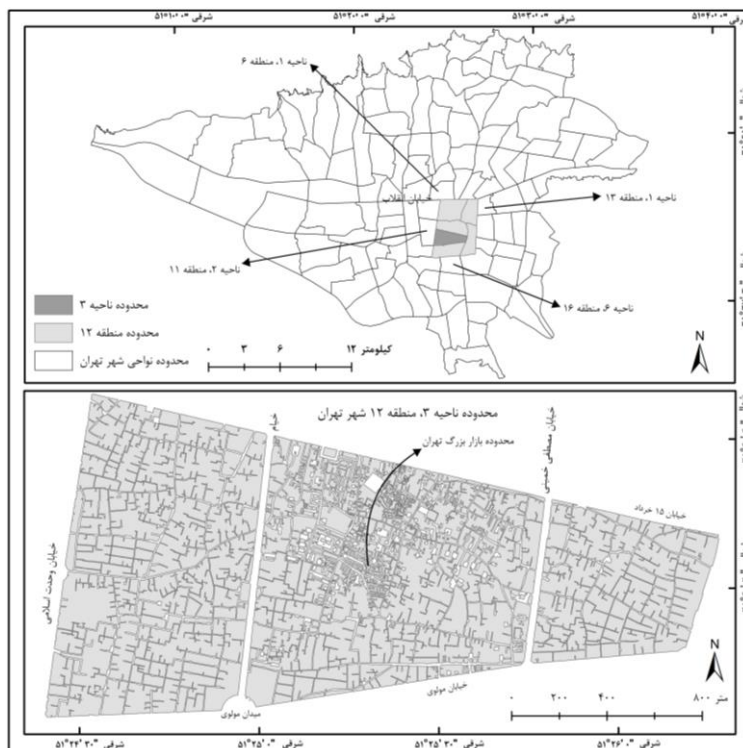 ۵۱°۱۰'۰" شرقی
۵۱°۲۰'۰" شرقی
۵۱°۳۰'۰" شرقی
۵۱°۴۰'۰" شرقی
ناحیه ۱، منطقه ۶
خیابان انقلاب
ناحیه ۱، منطقه ۱۳
ناحیه ۲، منطقه ۱۱
ناحیه ۶، منطقه ۱۶
محدوده ناحیه ۳
محدوده منطقه ۱۲
محدوده نواحی شهر تهران
۰ ۳ ۶ ۱۲ کیلومتر
N
محدوده ناحیه ۳، منطقه ۱۲ شهر تهران
محدوده بازار بزرگ تهران
خیام
خیابان مصطفی خمینی
خیابان ۱۵ خرداد
خیابان وحدت اسلامی
خیابان مولوی
میدان مولوی
N
۰ ۲۰۰ ۴۰۰ ۸۰۰ متر
۵۱°۲۴'۳۰" شرقی
۵۱°۲۵'۰" شرقی
۵۱°۲۵'۳۰" شرقی
۵۱°۲۶'۰" شرقی